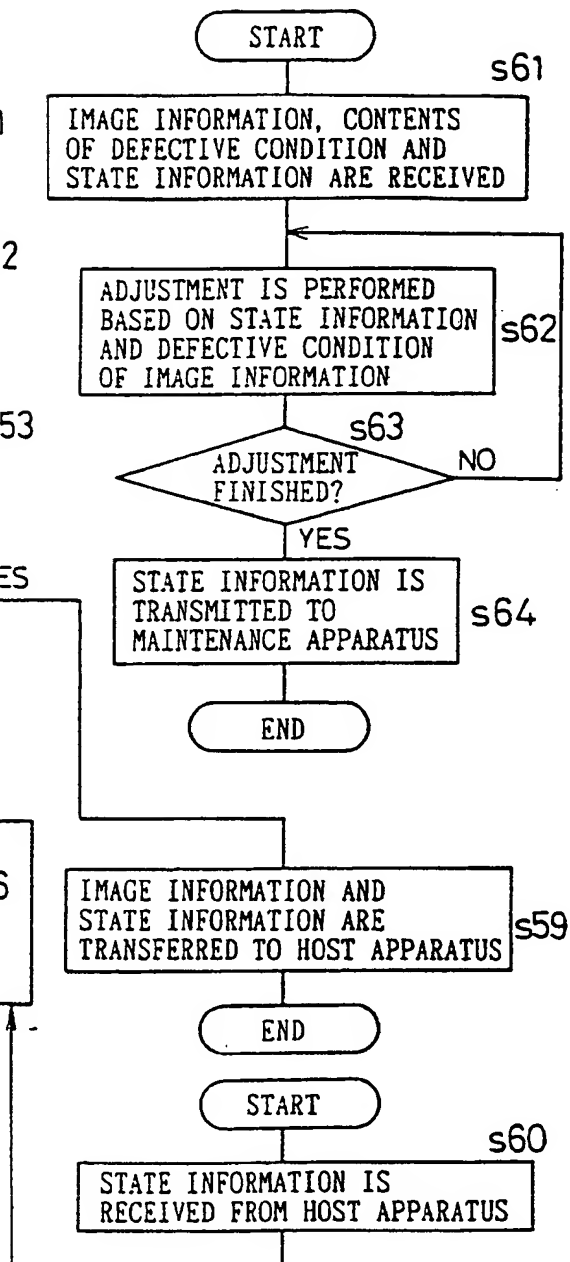 START
s61
IMAGE INFORMATION, CONTENTS
OF DEFECTIVE CONDITION AND
STATE INFORMATION ARE RECEIVED
2
ADJUSTMENT IS PERFORMED
BASED ON STATE INFORMATION
AND DEFECTIVE CONDITION
OF IMAGE INFORMATION
s62
53
s63
ADJUSTMENT
FINISHED?
NO
YES
ES
STATE INFORMATION IS
TRANSMITTED TO
MAINTENANCE APPARATUS
s64
END
6
IMAGE INFORMATION AND
STATE INFORMATION ARE
TRANSFERRED TO HOST APPARATUS
s59
END
START
s60
STATE INFORMATION IS
RECEIVED FROM HOST APPARATUS